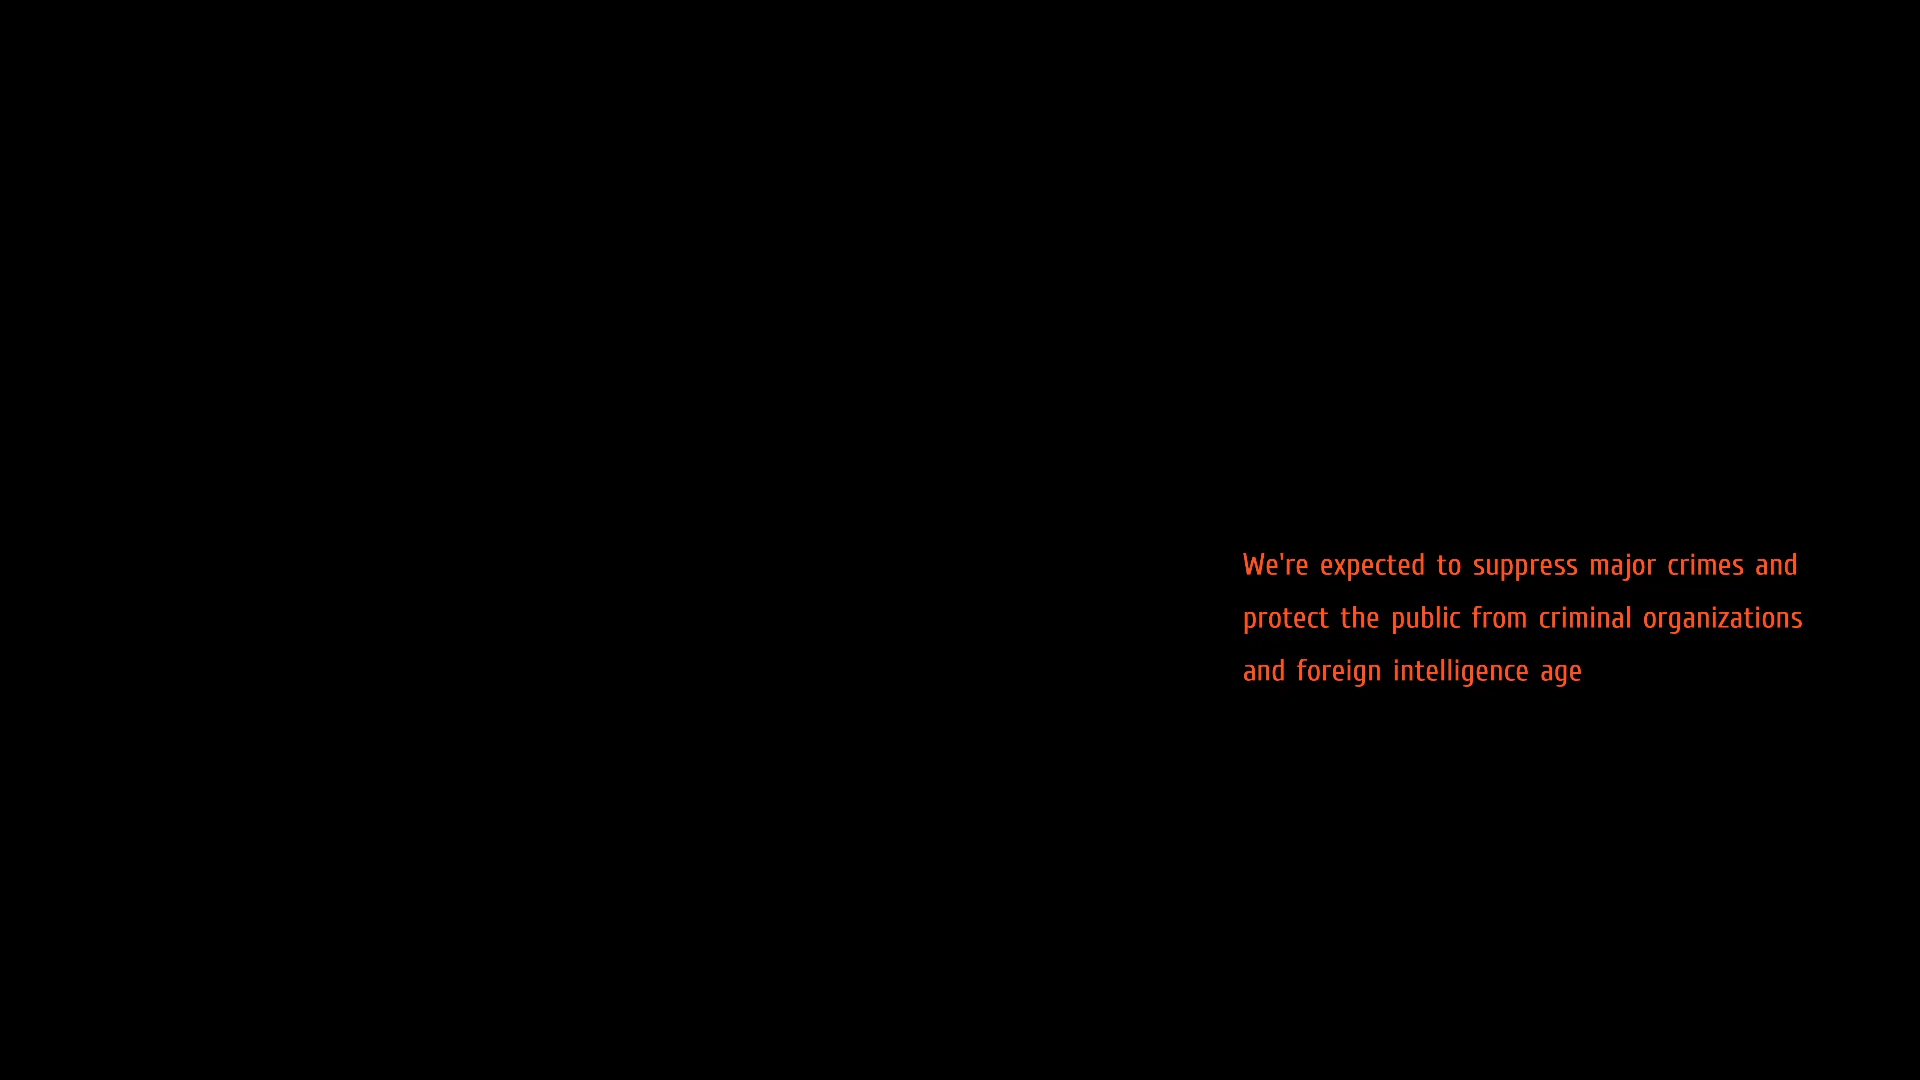 We're expected to suppress major crimes and
protect the public from criminal organizations
and foreign intelligence age